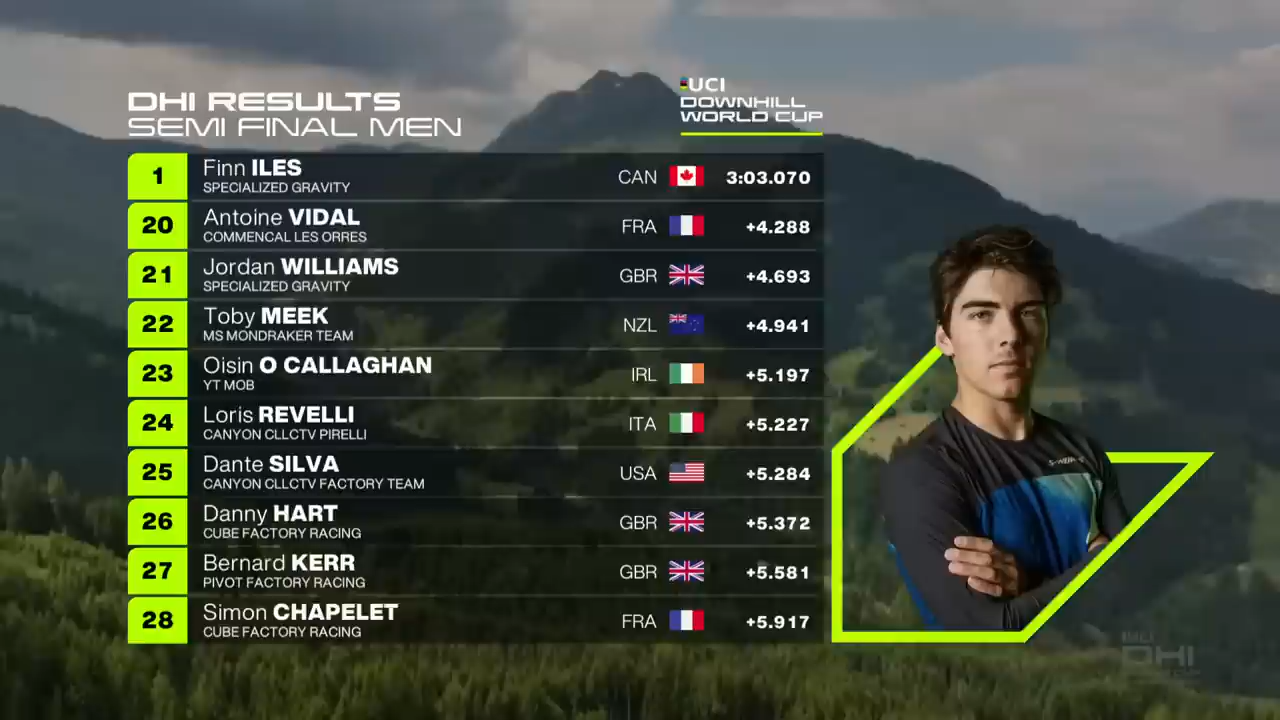 DHI RESULTS
SEMI FINAL MEN
UCI
DOWNHILL
WORLD CUP
1 Finn ILES CAN 3:03.070
SPECIALIZED GRAVITY
20 Antoine VIDAL FRA +4.288
COMMENCAL LES ORRES
21 Jordan WILLIAMS GBR +4.693
SPECIALIZED GRAVITY
22 Toby MEEK NZL +4.941
MS MONDRAKER TEAM
23 Oisin O CALLAGHAN IRL +5.197
YT MOB
24 Loris REVELLI ITA +5.227
CANYON CLLCTV PIRELLI
25 Dante SILVA USA +5.284
CANYON CLLCTV FACTORY TEAM
26 Danny HART GBR +5.372
CUBE FACTORY RACING
27 Bernard KERR GBR +5.581
PIVOT FACTORY RACING
28 Simon CHAPELET FRA +5.917
CUBE FACTORY RACING
DHI